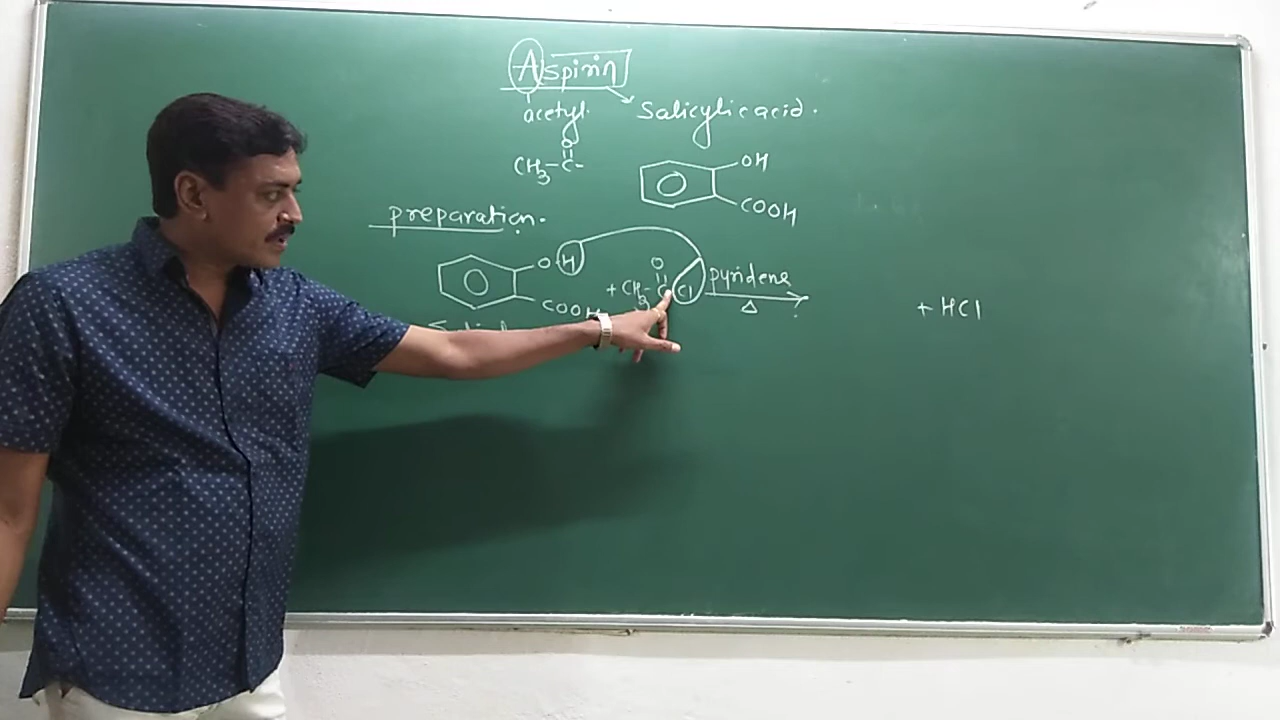 Aspirin
acetyl. Salicylic acid.
O
CH3-C- OH
COOH
preparation.
O-H O pyridene
+ CH3-C Cl Δ + HCl
COOH